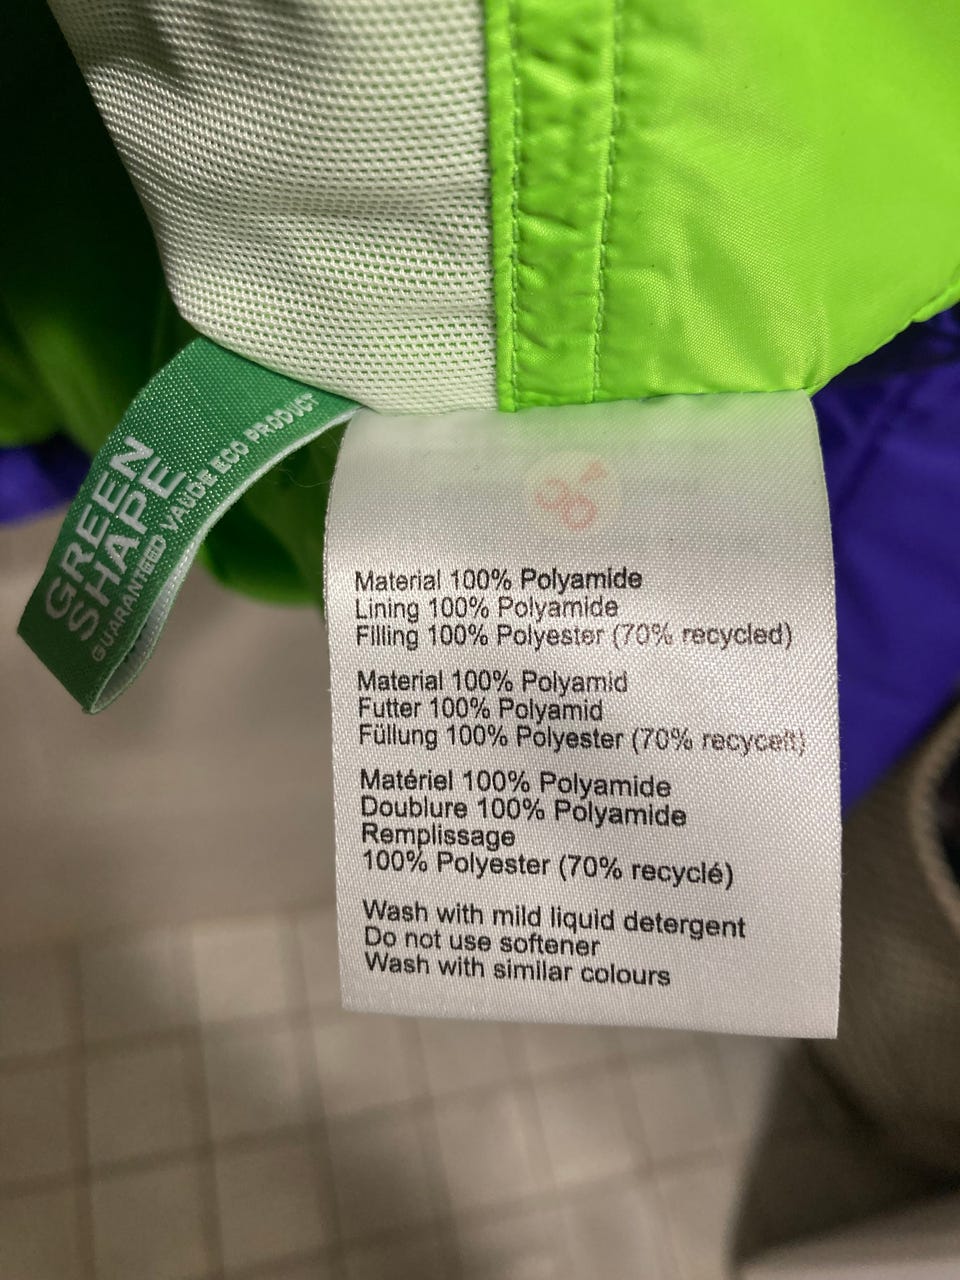 GREEN
SHAPE
GUARANTEED VAUDE ECO PRODUCT
Material 100% Polyamide
Lining 100% Polyamide
Filling 100% Polyester (70% recycled)
Material 100% Polyamid
Futter 100% Polyamid
Füllung 100% Polyester (70% recycelt)
Matériel 100% Polyamide
Doublure 100% Polyamide
Remplissage
100% Polyester (70% recyclé)
Wash with mild liquid detergent
Do not use softener
Wash with similar colours